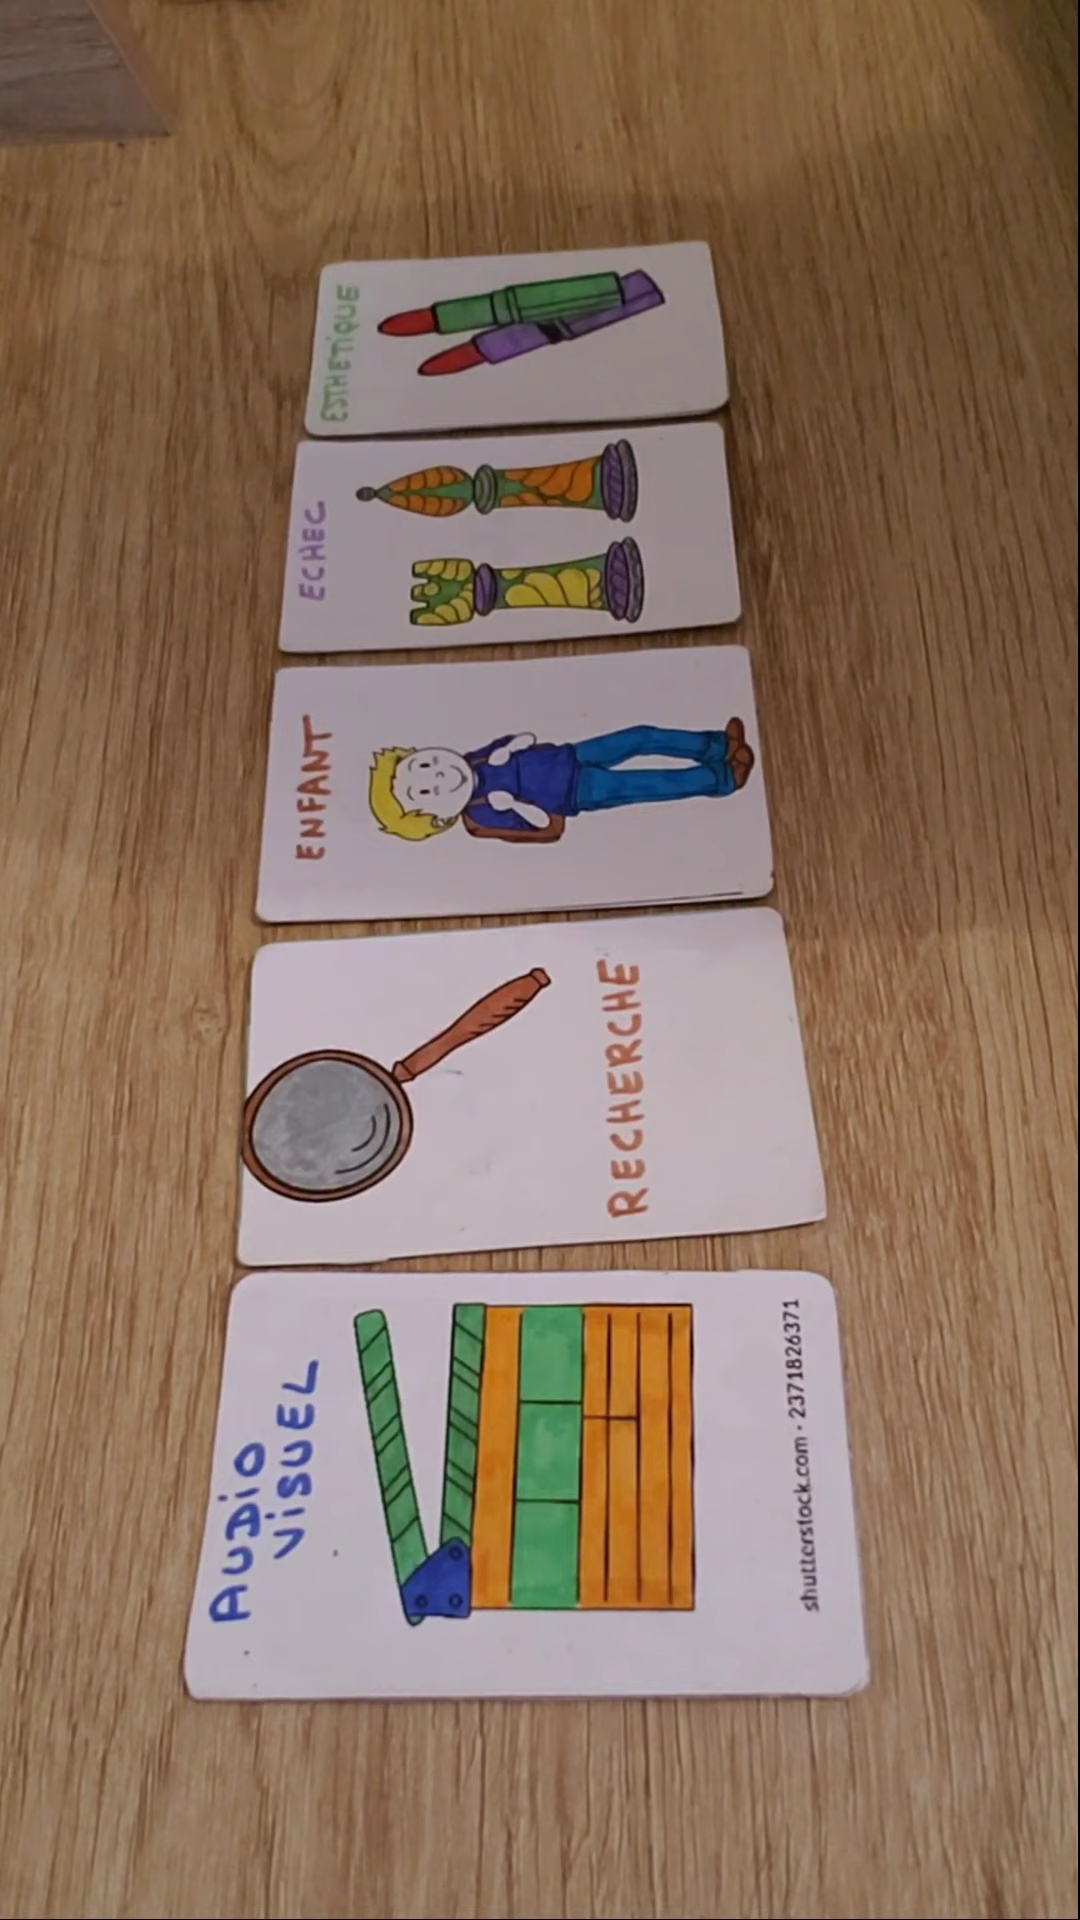 AUDIO
VISUEL
shutterstock.com · 2371826371
RECHERCHE
ENFANT
ECHEC
ESTHETIQUE